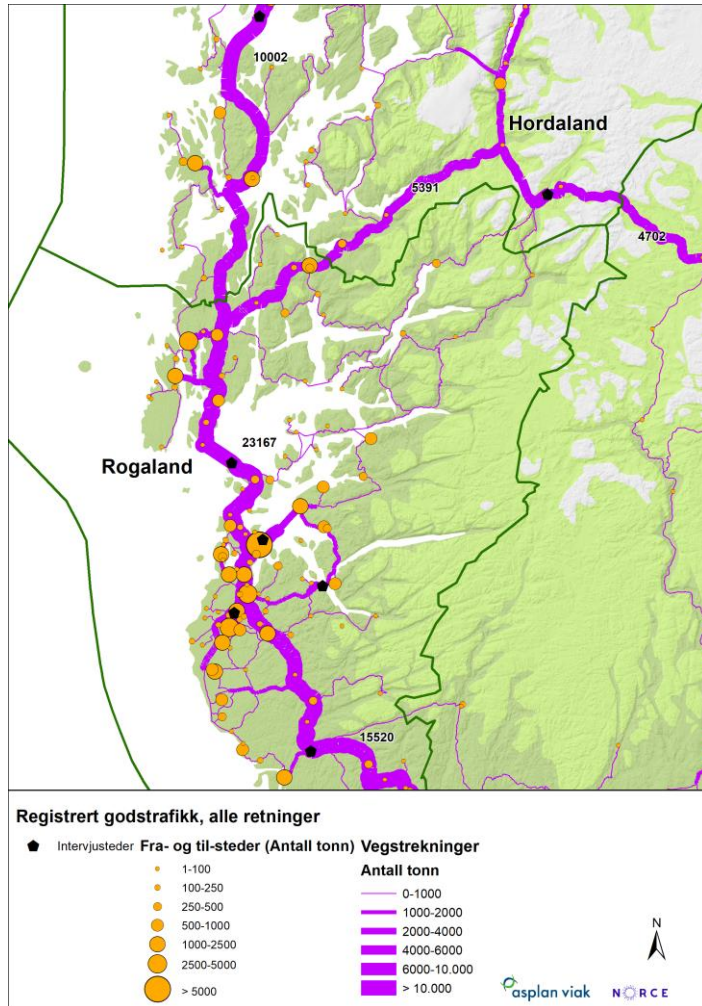 10002
Hordaland
5391
4702
23167
Rogaland
15520
Registrert godstrafikk, alle retninger
Intervjusteder
Fra- og til-steder (Antall tonn)
1-100
100-250
250-500
500-1000
1000-2500
2500-5000
> 5000
Vegstrekninger
Antall tonn
0-1000
1000-2000
2000-4000
4000-6000
6000-10.000
> 10.000
N
asplan viak
NORCE